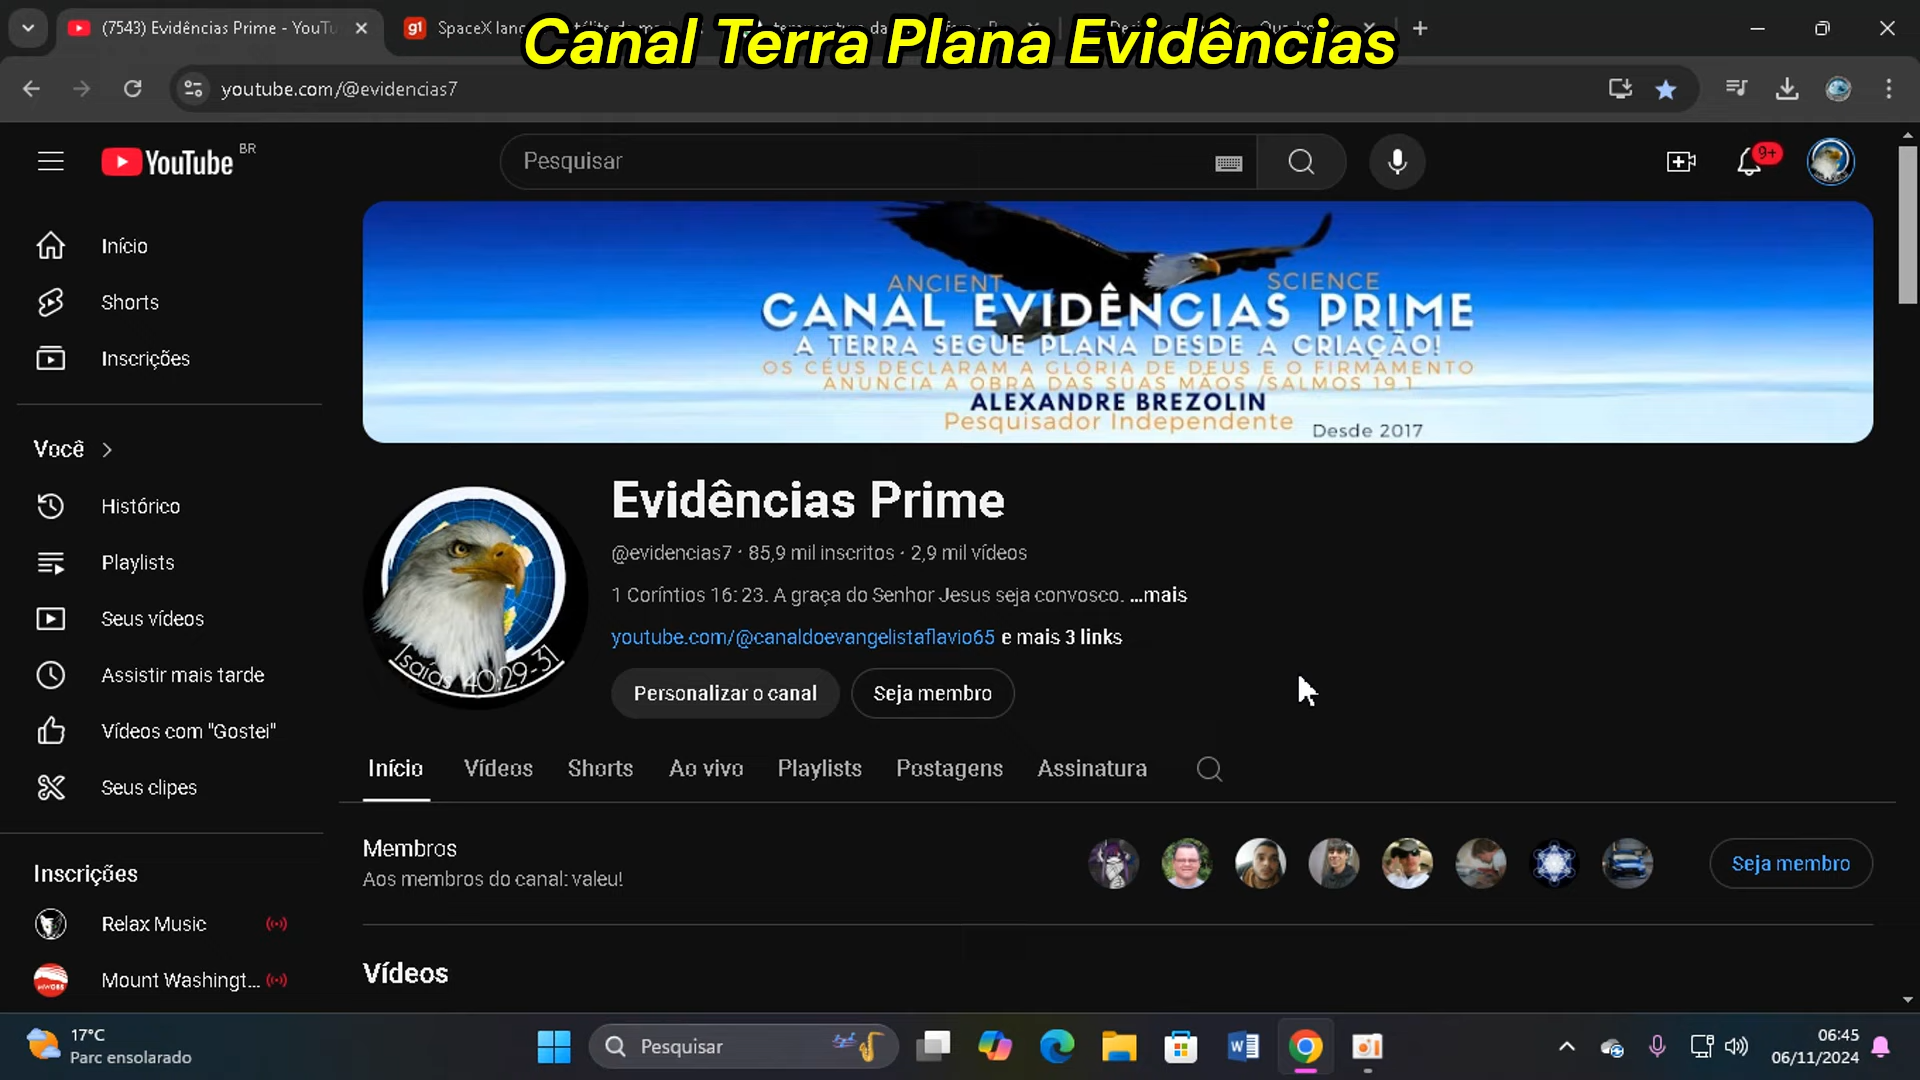 Canal Terra Plana Evidências
(7543) Evidências Prime - YouTu
SpaceX lanç
youtube.com/@evidencias7
YouTube BR
Pesquisar
9+
Início
Shorts
Inscrições
Você
Histórico
Playlists
Seus vídeos
Assistir mais tarde
Vídeos com "Gostei"
Seus clipes
Inscrições
Relax Music
Mount Washingt...
ANCIENT SCIENCE
CANAL EVIDÊNCIAS PRIME
A TERRA SEGUE PLANA DESDE A CRIAÇÃO!
OS CÉUS DECLARAM A GLÓRIA DE DEUS E O FIRMAMENTO
ANUNCIA A OBRA DAS SUAS MÃOS /SALMOS 19.1
ALEXANDRE BREZOLIN
Pesquisador Independente
Desde 2017
Isaías 40:29-31
Evidências Prime
@evidencias7 · 85,9 mil inscritos · 2,9 mil vídeos
1 Coríntios 16: 23. A graça do Senhor Jesus seja convosco. ...mais
youtube.com/@canaldoevangelistaflavio65 e mais 3 links
Personalizar o canal
Seja membro
Início Vídeos Shorts Ao vivo Playlists Postagens Assinatura
Membros
Aos membros do canal: valeu!
Seja membro
Vídeos
17°C
Parc ensolarado
Pesquisar
06:45
06/11/2024